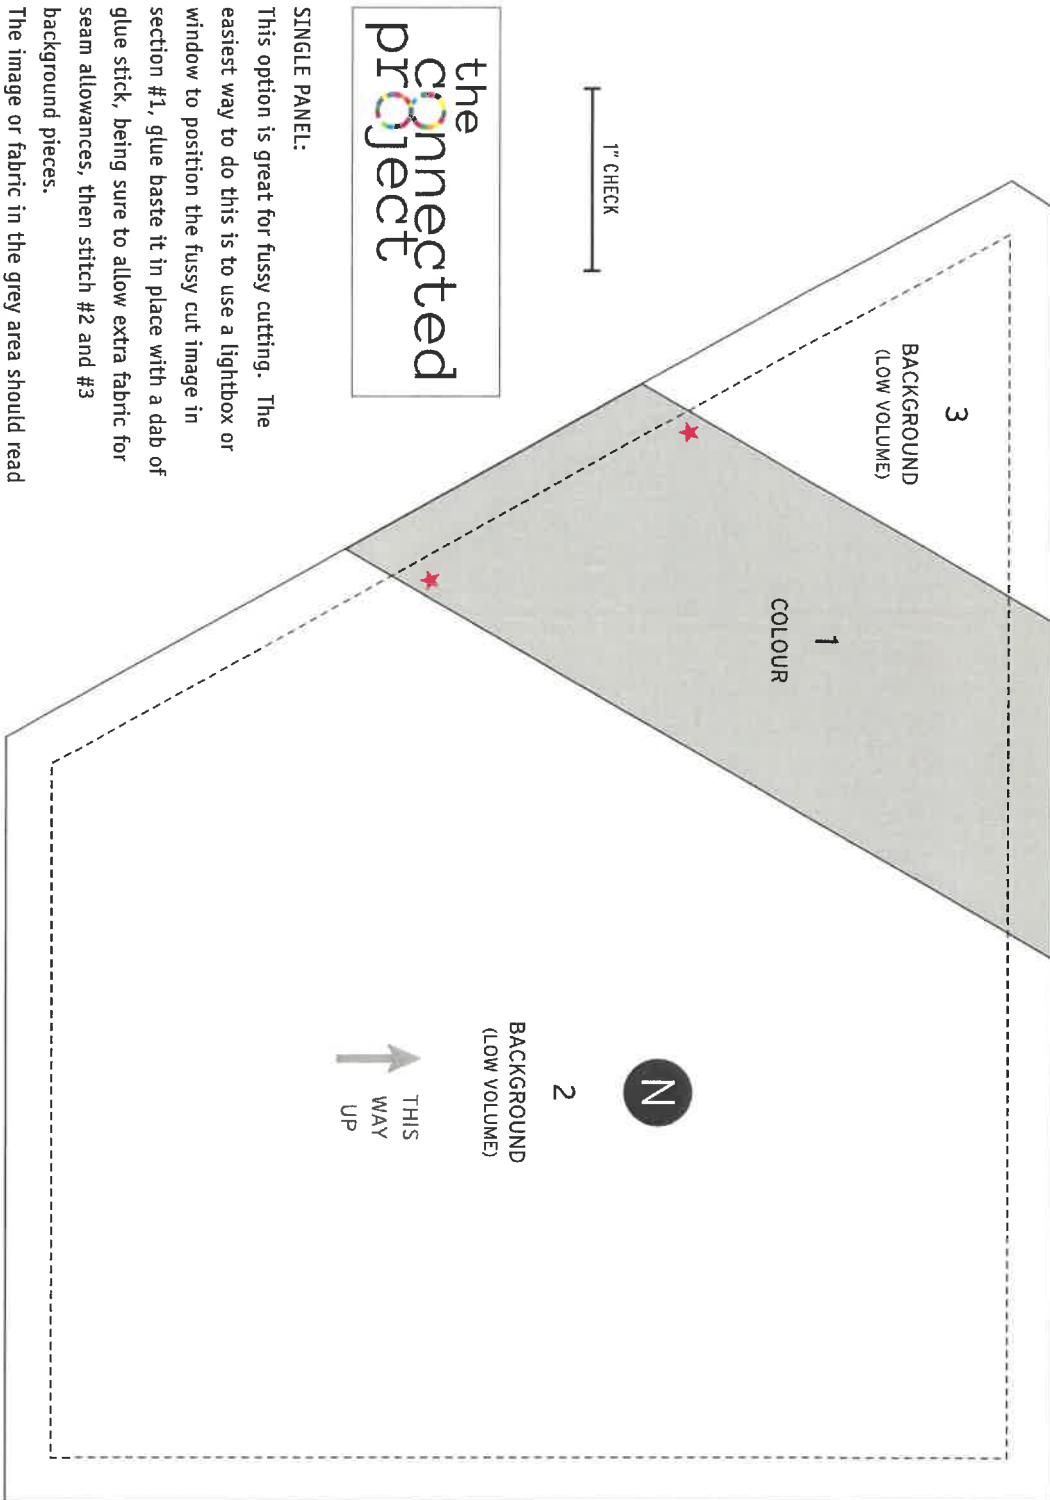 1" CHECK
the
connected
project
SINGLE PANEL:
This option is great for fussy cutting. The
easiest way to do this is to use a lightbox or
window to position the fussy cut image in
section #1, glue baste it in place with a dab of
glue stick, being sure to allow extra fabric for
seam allowances, then stitch #2 and #3
background pieces.
The image or fabric in the grey area should read
3
BACKGROUND
(LOW VOLUME)
1
COLOUR
N
2
BACKGROUND
(LOW VOLUME)
THIS
WAY
UP